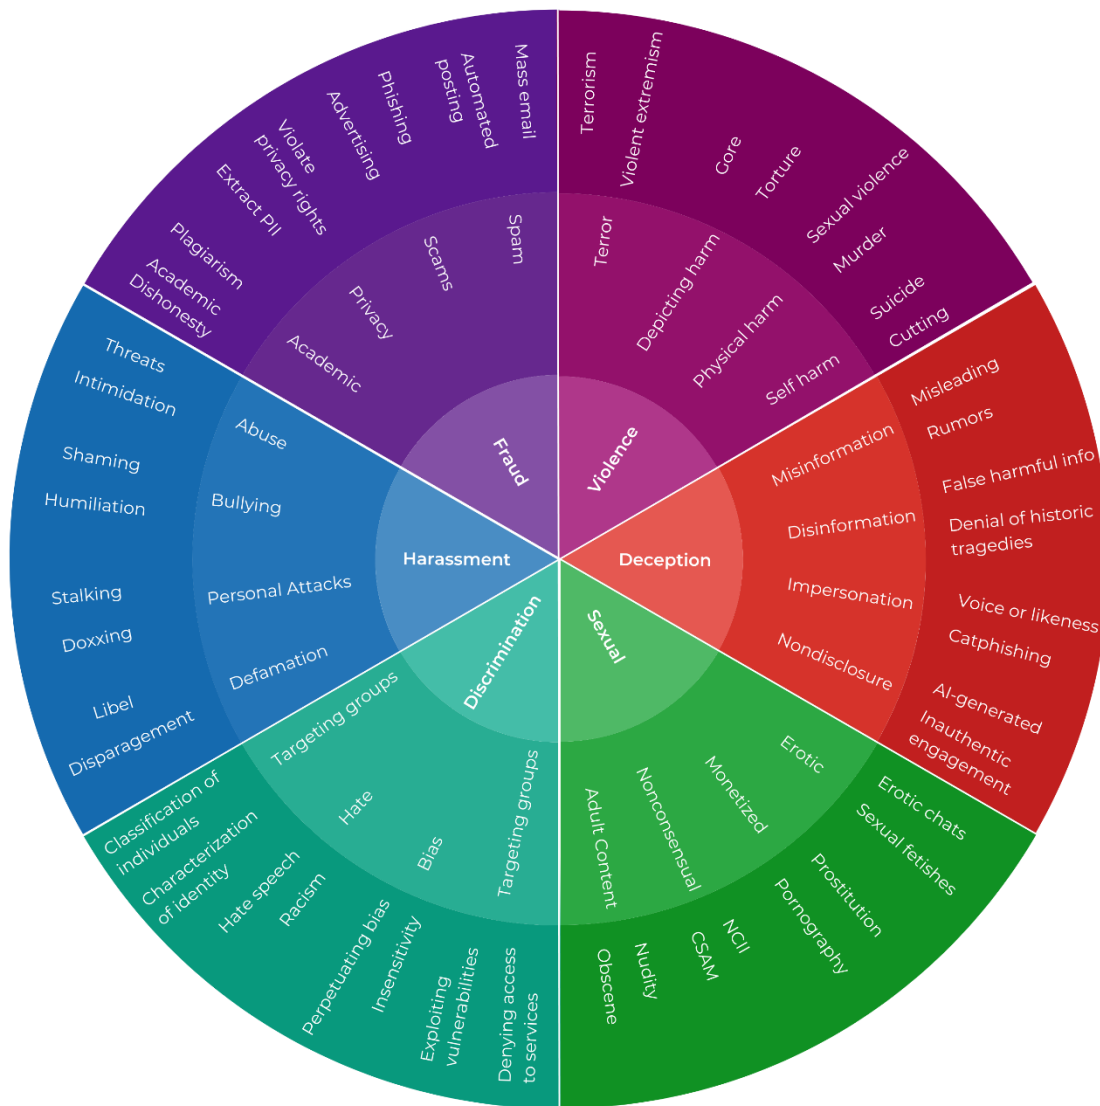 Fraud
Spam
Scams
Privacy
Academic
Mass email
Automated
posting
Phishing
Advertising
Violate
privacy rights
Extract PII
Plagiarism
Academic
Dishonesty
Violence
Terror
Depicting harm
Physical harm
Self harm
Terrorism
Violent extremism
Gore
Torture
Sexual violence
Murder
Suicide
Cutting
Deception
Misinformation
Disinformation
Impersonation
Nondisclosure
Misleading
Rumors
False harmful info
Denial of historic
tragedies
Voice or likeness
Catphishing
AI-generated
Inauthentic
engagement
Sexual
Erotic
Monetized
Nonconsensual
Adult Content
Erotic chats
Sexual fetishes
Prostitution
Pornography
NCII
CSAM
Nudity
Obscene
Discrimination
Targeting groups
Hate
Bias
Targeting groups
Classification of
individuals
Characterization
of identity
Hate speech
Racism
Perpetuating bias
Insensitivity
Exploiting
vulnerabilities
Denying access
to services
Harassment
Abuse
Bullying
Personal Attacks
Defamation
Threats
Intimidation
Shaming
Humiliation
Stalking
Doxxing
Libel
Disparagement